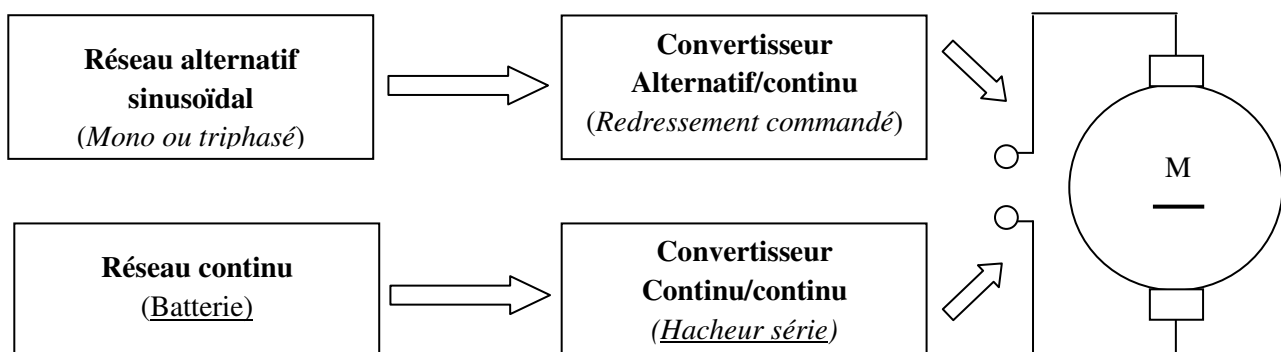 Réseau alternatif
sinusoïdal
(Mono ou triphasé)
Convertisseur
Alternatif/continu
(Redressement commandé)
M
Réseau continu
(Batterie)
Convertisseur
Continu/continu
(Hacheur série)